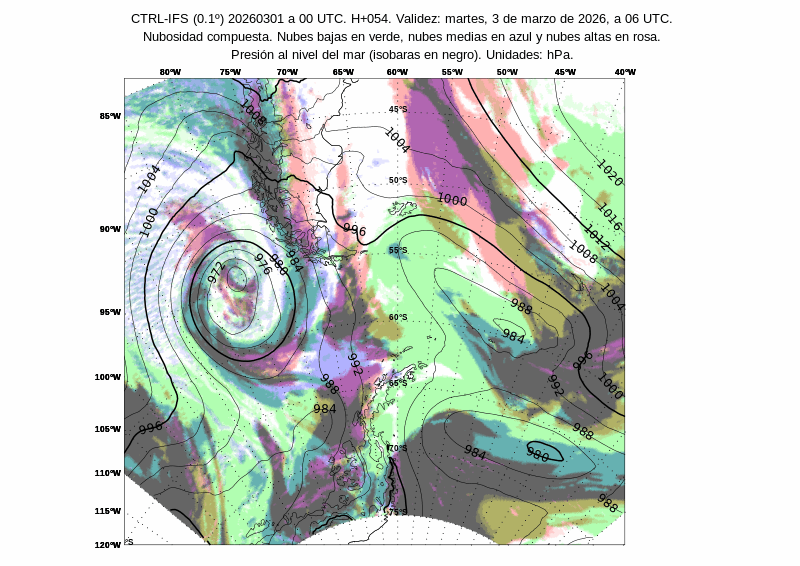 CTRL-IFS (0.1º) 20260301 a 00 UTC. H+054. Validez: martes, 3 de marzo de 2026, a 06 UTC.
Nubosidad compuesta. Nubes bajas en verde, nubes medias en azul y nubes altas en rosa.
Presión al nivel del mar (isobaras en negro). Unidades: hPa.
80°W 75°W 70°W 65°W 60°W 55°W 50°W 45°W 40°W
85°W
45°S
1008
1004
1004
1020
50°S
1000
1000
1016
90°W
996
1012
55°S
1008
984
980
976
972
1004
988
95°W
60°S
984
996
992
100°W
988
65°S
992
1000
984
105°W
996
988
70°S
984
980
110°W
988
115°W
75°S
120°W
°S